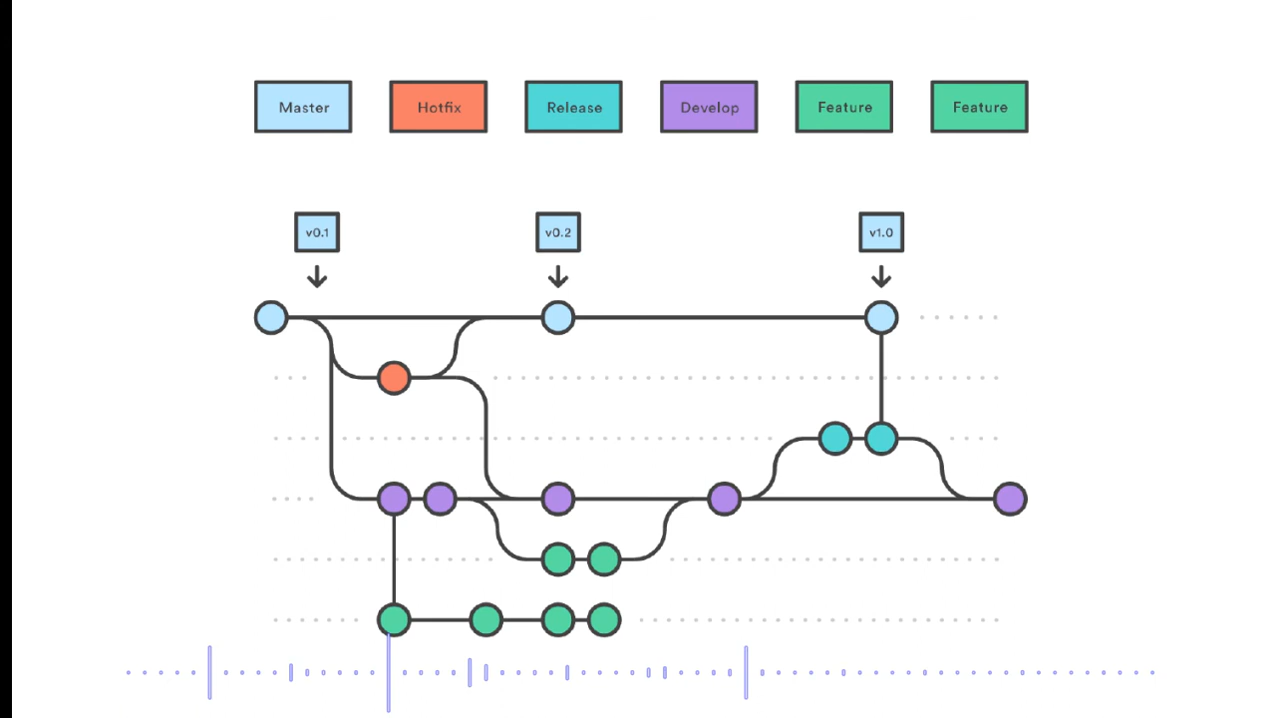 Master
Hotfix
Release
Develop
Feature
Feature
v0.1
v0.2
v1.0